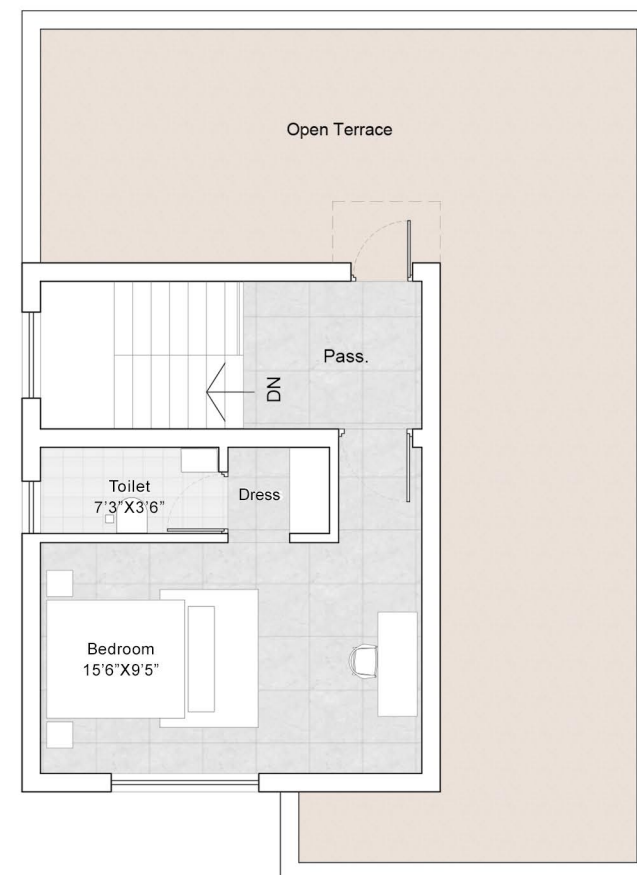 Open Terrace
Pass.
DN
Toilet
7’3”X3’6”
Dress
Bedroom
15’6”X9’5”